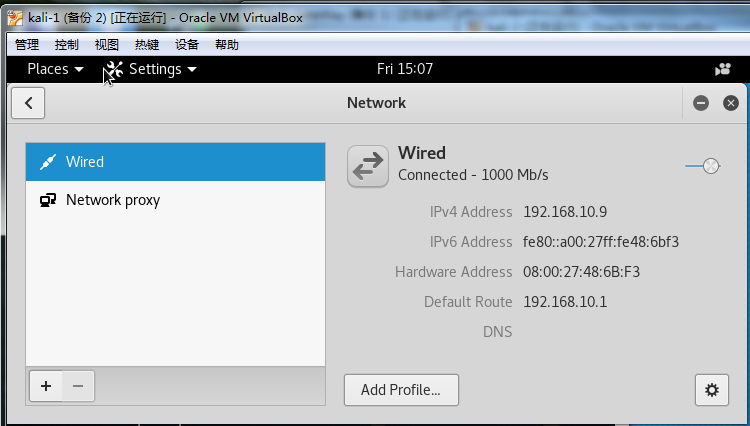 kali-1 (备份 2) [正在运行] - Oracle VM VirtualBox
管理 控制 视图 热键 设备 帮助
Places Settings Fri 15:07
Network
Wired
Network proxy
Wired
Connected - 1000 Mb/s
IPv4 Address 192.168.10.9
IPv6 Address fe80::a00:27ff:fe48:6bf3
Hardware Address 08:00:27:48:6B:F3
Default Route 192.168.10.1
DNS
Add Profile...